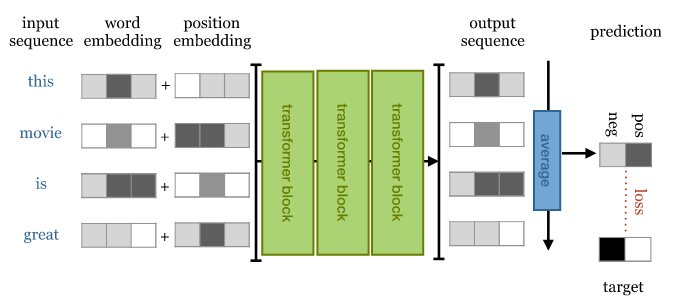 input sequence
word embedding
position embedding
output sequence
prediction
this
+
movie
+
is
+
great
+
transformer block
transformer block
transformer block
average
neg
pos
loss
target